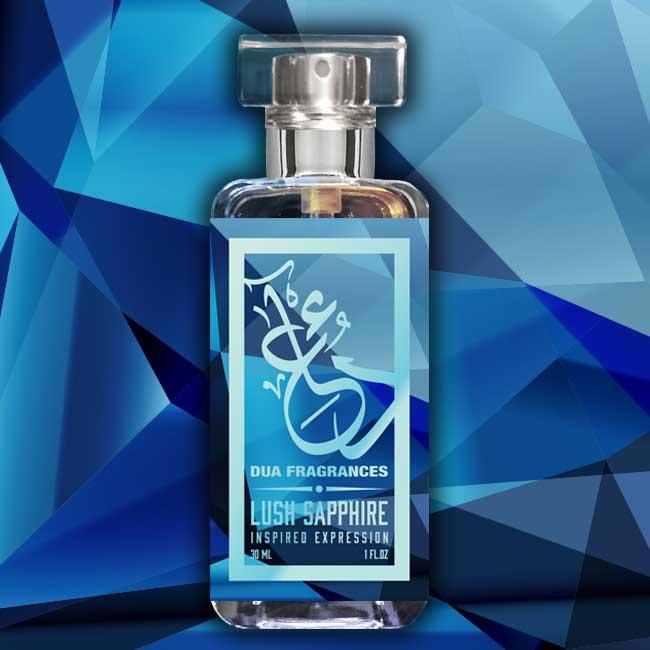 DUA FRAGRANCES
LUSH SAPPHIRE
INSPIRED EXPRESSION
30 ML 1 FL.OZ